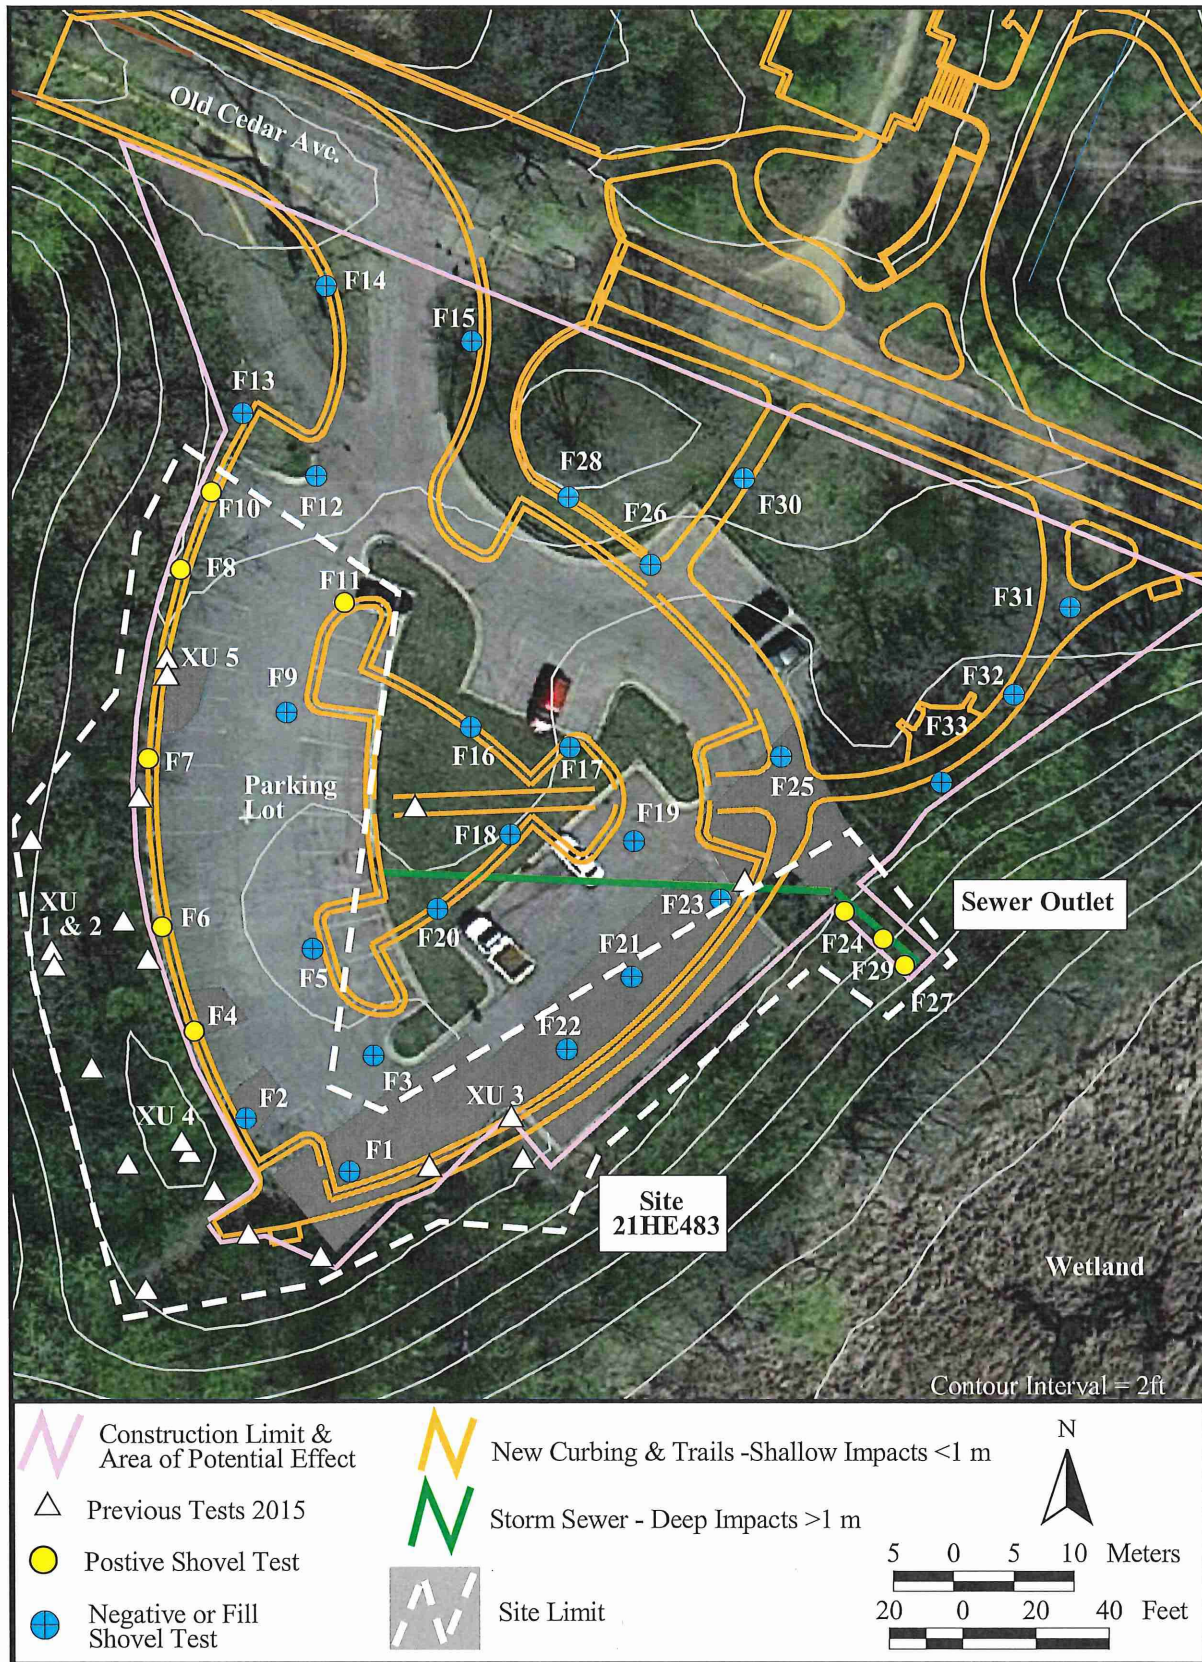 Old Cedar Ave.
F14
F15
F13
F28
F12
F10
F26
F30
F8
F11
F31
XU 5
F9
F32
F16
F33
F7
F17
Parking
Lot
F25
F19
F18
F23
Sewer Outlet
XU
1 & 2
F6
F24
F20
F21
F5
F29
F27
F4
F22
F3
F2
XU 3
XU 4
F1
Site
21HE483
Wetland
Contour Interval = 2ft
Construction Limit &
Area of Potential Effect
Previous Tests 2015
Postive Shovel Test
Negative or Fill
Shovel Test
New Curbing & Trails -Shallow Impacts <1 m
Storm Sewer - Deep Impacts >1 m
Site Limit
N
5 0 5 10 Meters
20 0 20 40 Feet